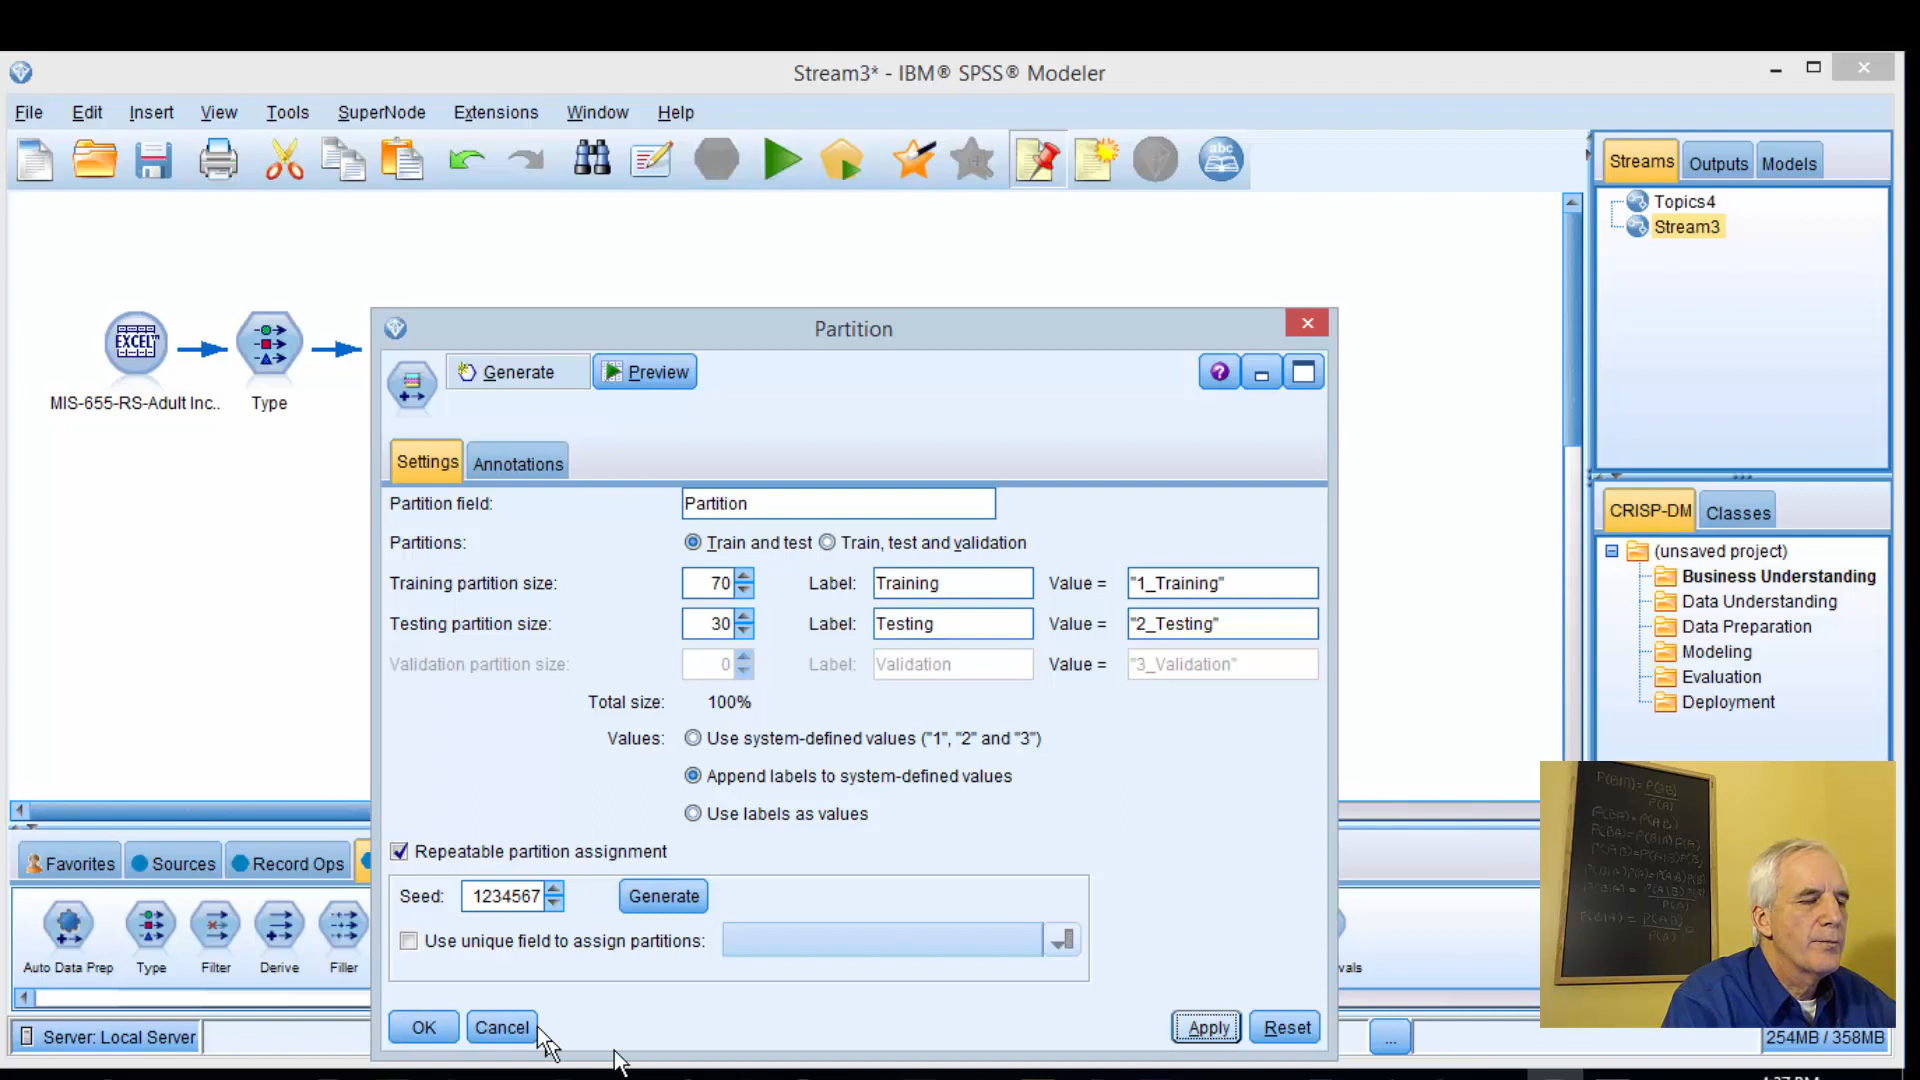 Stream3* - IBM® SPSS® Modeler
File Edit Insert View Tools SuperNode Extensions Window Help
abc
Streams Outputs Models
Topics4
Stream3
EXCEL™
MIS-655-RS-Adult Inc..
Type
Partition
Generate Preview
Settings Annotations
Partition field: Partition
Partitions: Train and test Train, test and validation
Training partition size: 70 Label: Training Value = "1_Training"
Testing partition size: 30 Label: Testing Value = "2_Testing"
Validation partition size: 0 Label: Validation Value = "3_Validation"
Total size: 100%
Values: Use system-defined values ("1", "2" and "3")
Append labels to system-defined values
Use labels as values
Repeatable partition assignment
Seed: 1234567 Generate
Use unique field to assign partitions:
OK Cancel Apply Reset
CRISP-DM Classes
(unsaved project)
Business Understanding
Data Understanding
Data Preparation
Modeling
Evaluation
Deployment
Favorites Sources Record Ops
Auto Data Prep Type Filter Derive Filler
vals
Server: Local Server
...
254MB / 358MB